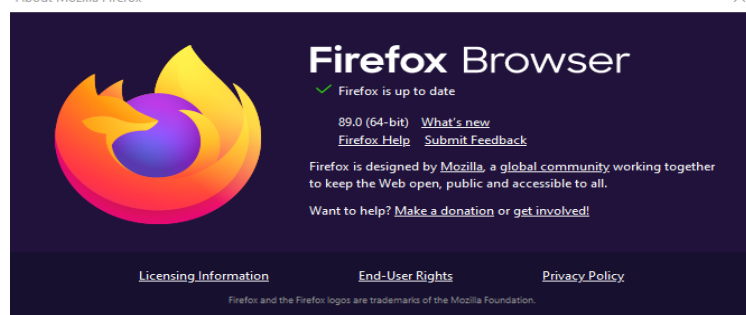 About Mozilla Firefox
Firefox Browser
Firefox is up to date
89.0 (64-bit) What's new
Firefox Help Submit Feedback
Firefox is designed by Mozilla, a global community working together
to keep the Web open, public and accessible to all.
Want to help? Make a donation or get involved!
Licensing Information End-User Rights Privacy Policy
Firefox and the Firefox logos are trademarks of the Mozilla Foundation.